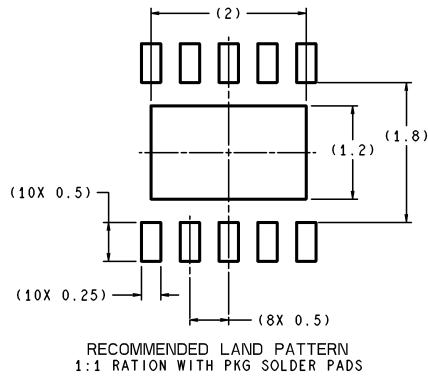 (2)
(1.8)
(1.2)
(10X 0.5)
(10X 0.25)
(8X 0.5)
RECOMMENDED LAND PATTERN
1:1 RATION WITH PKG SOLDER PADS